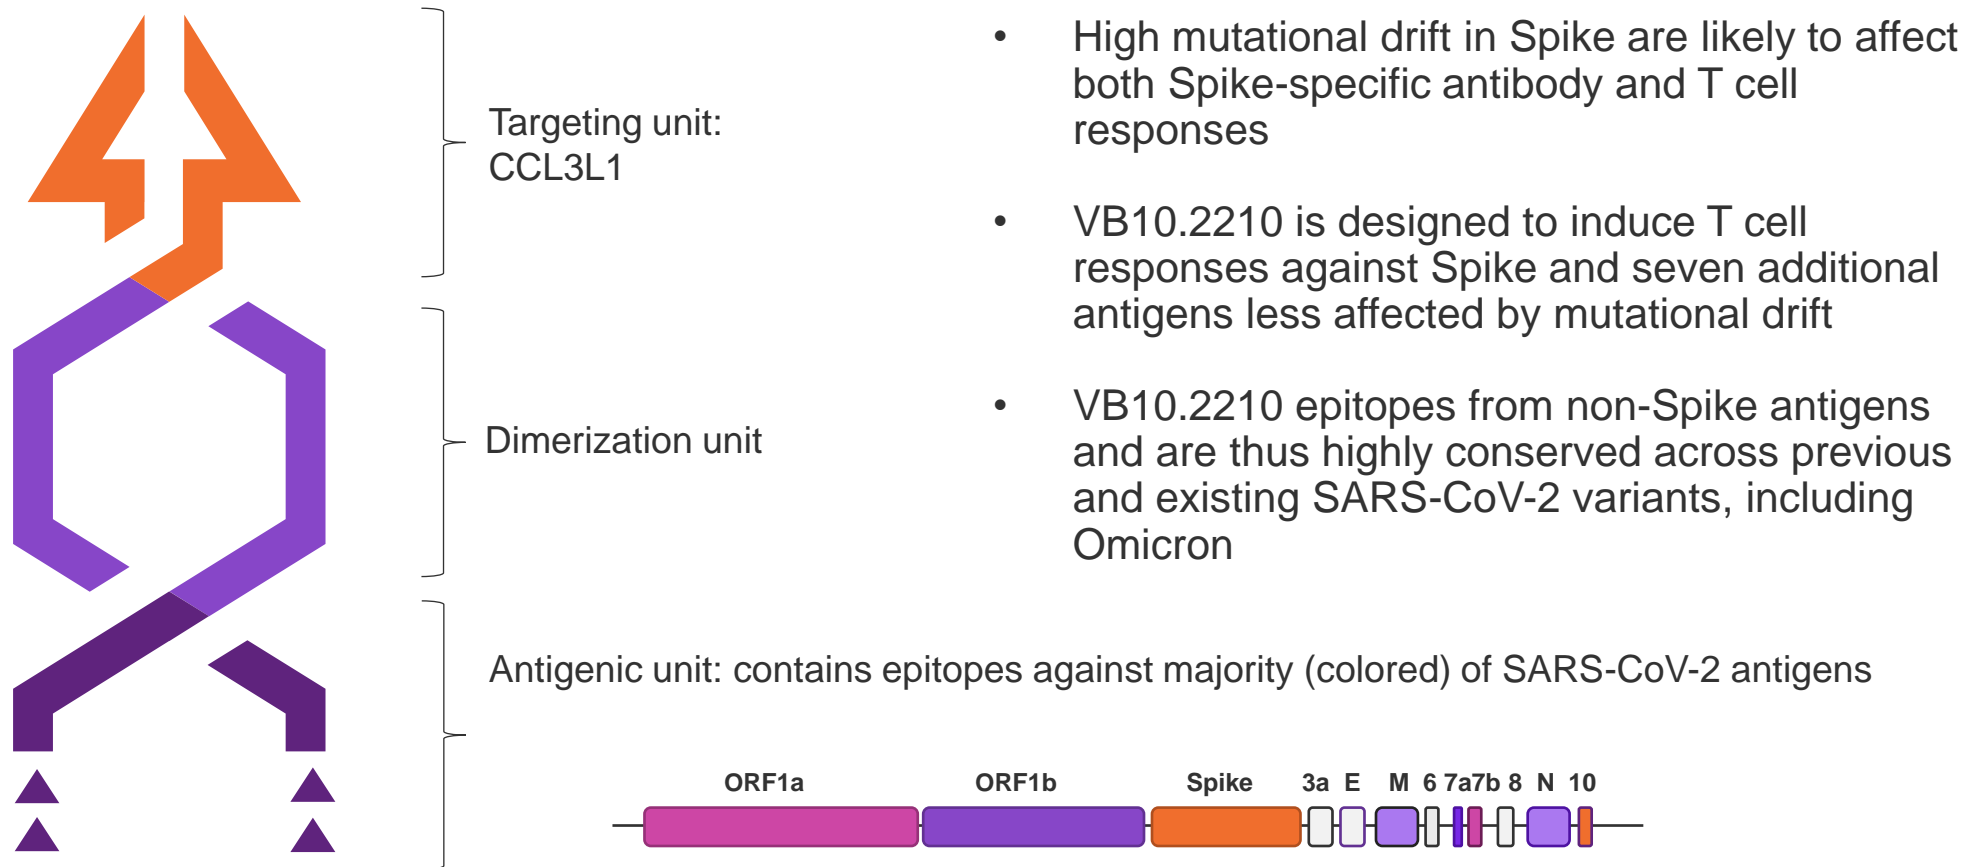 Targeting unit:
CCL3L1
Dimerization unit
• High mutational drift in Spike are likely to affect
both Spike-specific antibody and T cell
responses
• VB10.2210 is designed to induce T cell
responses against Spike and seven additional
antigens less affected by mutational drift
• VB10.2210 epitopes from non-Spike antigens
and are thus highly conserved across previous
and existing SARS-CoV-2 variants, including
Omicron
Antigenic unit: contains epitopes against majority (colored) of SARS-CoV-2 antigens
ORF1a ORF1b Spike 3a E M 6 7a7b 8 N 10